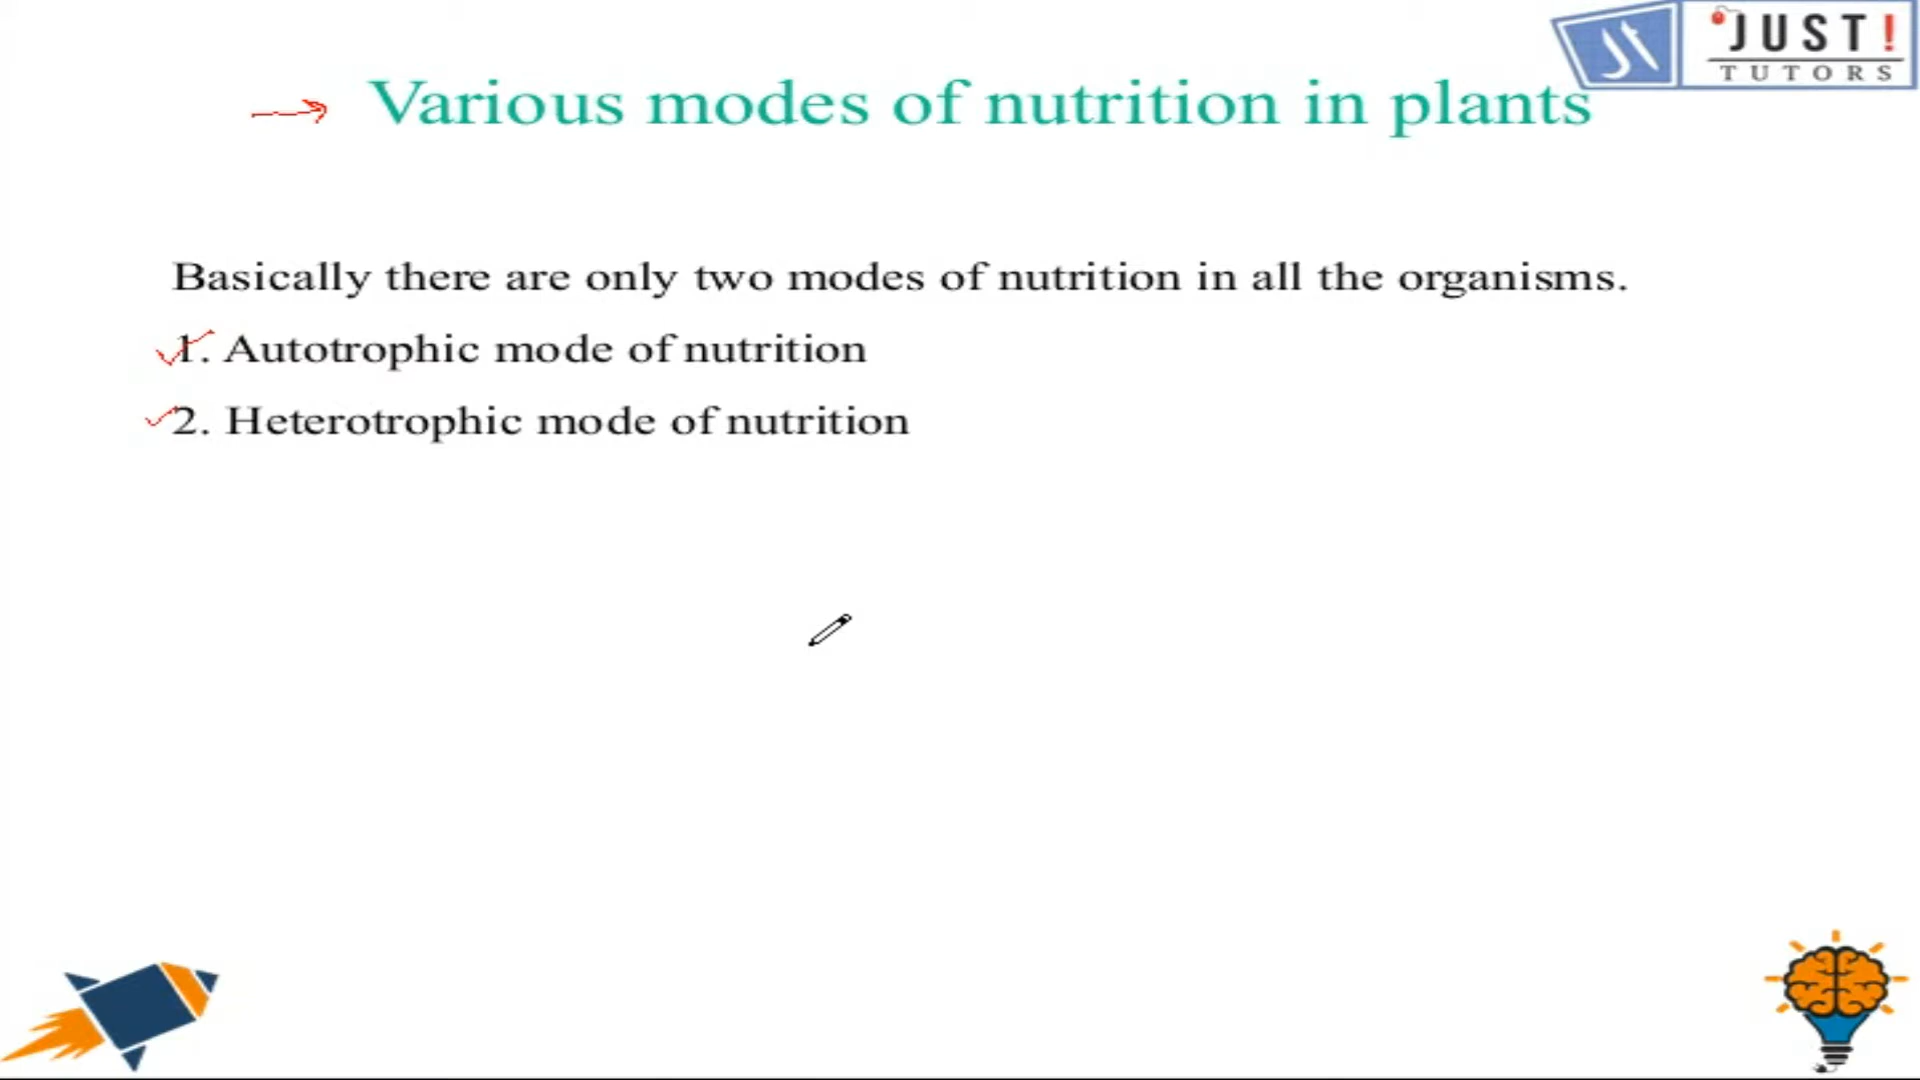 JUST!
TUTORS
Various modes of nutrition in plants
Basically there are only two modes of nutrition in all the organisms.
1. Autotrophic mode of nutrition
2. Heterotrophic mode of nutrition